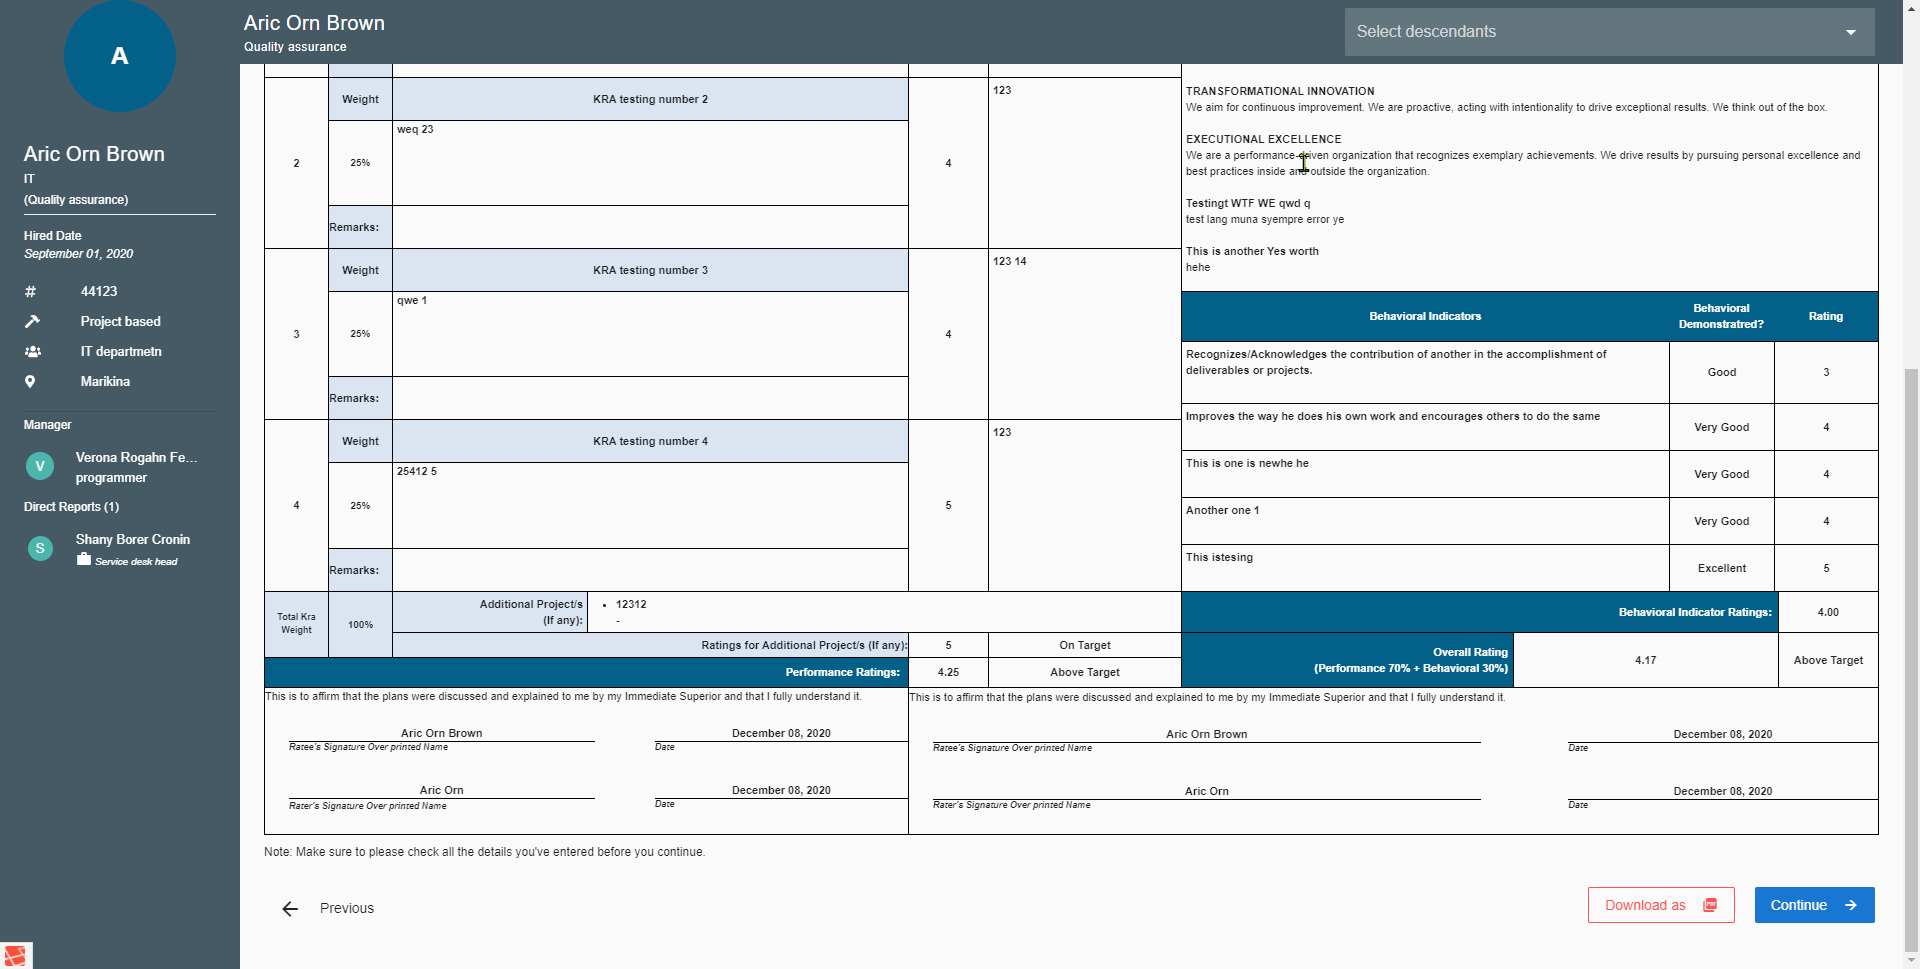 A
Aric Orn Brown
IT
(Quality assurance)
Hired Date
September 01, 2020
# 44123
Project based
IT departmetn
Marikina
Manager
V
Verona Rogahn Fe...
programmer
Direct Reports (1)
S
Shany Borer Cronin
Service desk head
Aric Orn Brown
Quality assurance
Select descendants
2
Weight
KRA testing number 2
25%
weq 23
Remarks:
4
123
3
Weight
KRA testing number 3
25%
qwe 1
Remarks:
4
123 14
4
Weight
KRA testing number 4
25%
25412 5
Remarks:
5
123
TRANSFORMATIONAL INNOVATION
We aim for continuous improvement. We are proactive, acting with intentionality to drive exceptional results. We think out of the box.
EXECUTIONAL EXCELLENCE
We are a performance-driven organization that recognizes exemplary achievements. We drive results by pursuing personal excellence and
best practices inside and outside the organization.
Testingt WTF WE qwd q
test lang muna syempre error ye
This is another Yes worth
hehe
Behavioral Indicators
Behavioral
Demonstratred?
Rating
Recognizes/Acknowledges the contribution of another in the accomplishment of
deliverables or projects.
Good
3
Improves the way he does his own work and encourages others to do the same
Very Good
4
This is one is newhe he
Very Good
4
Another one 1
Very Good
4
This istesing
Excellent
5
Total Kra
Weight
100%
Additional Project/s
(If any):
• 12312
-
Ratings for Additional Project/s (If any):
5
On Target
Performance Ratings:
4.25
Above Target
Behavioral Indicator Ratings:
4.00
Overall Rating
(Performance 70% + Behavioral 30%)
4.17
Above Target
This is to affirm that the plans were discussed and explained to me by my Immediate Superior and that I fully understand it.
Aric Orn Brown
Ratee's Signature Over printed Name
December 08, 2020
Date
Aric Orn
Rater's Signature Over printed Name
December 08, 2020
Date
This is to affirm that the plans were discussed and explained to me by my Immediate Superior and that I fully understand it.
Aric Orn Brown
Ratee's Signature Over printed Name
December 08, 2020
Date
Aric Orn
Rater's Signature Over printed Name
December 08, 2020
Date
Note: Make sure to please check all the details you've entered before you continue.
Previous
Download as
PDF
Continue